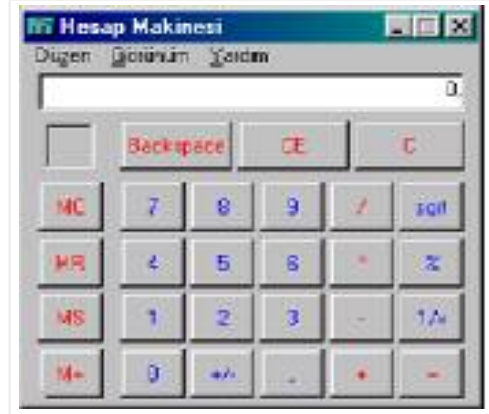 Hesap Makinesi
Düzen Görünüm Yardım
0,
Backspace CE C
MC 7 8 9 / sqrt
MR 4 5 6 * %
MS 1 2 3 - 1/x
M+ 0 +/- , + =